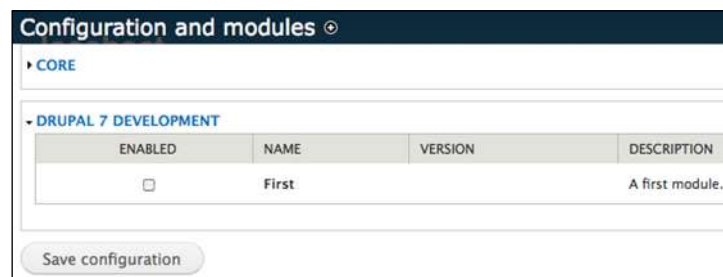 Configuration and modules
CORE
DRUPAL 7 DEVELOPMENT
ENABLED NAME VERSION DESCRIPTION
First A first module.
Save configuration